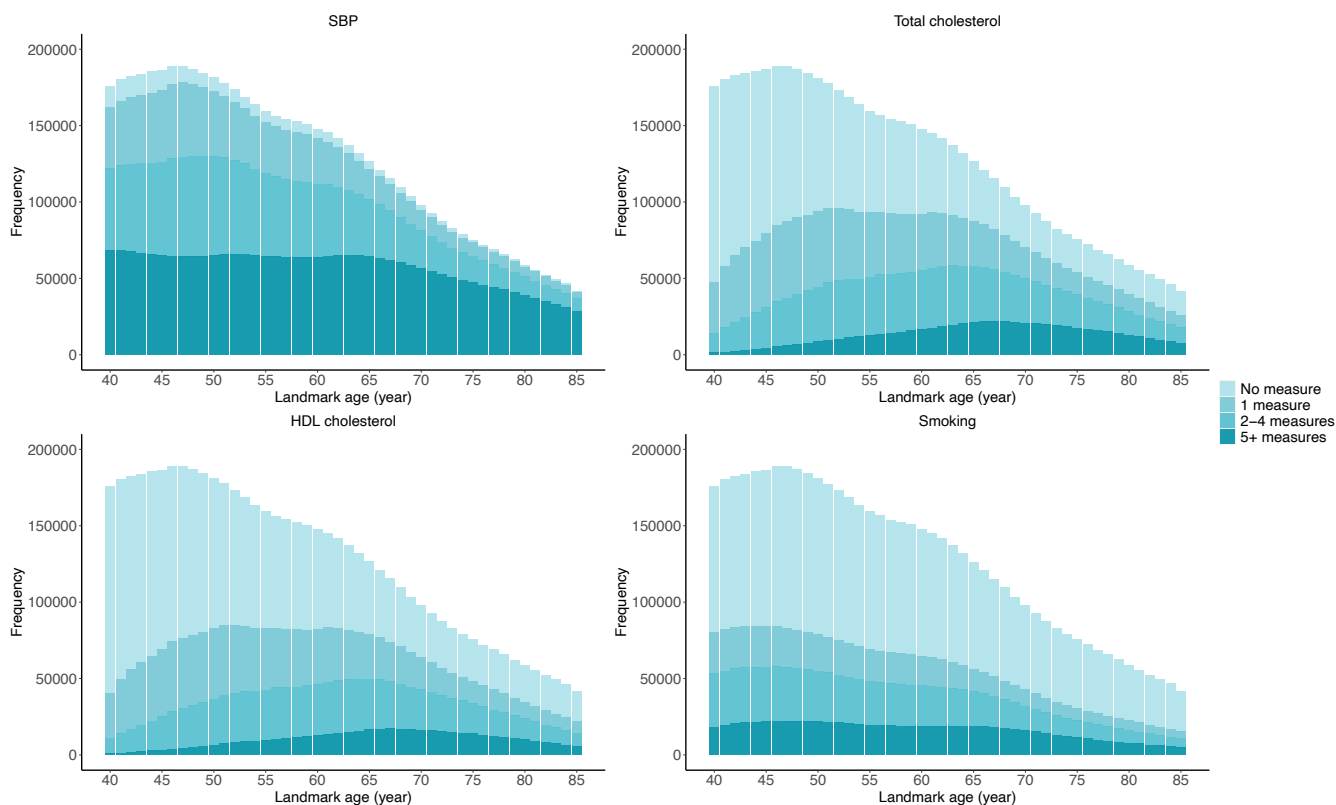 SBP
200000
150000
100000
50000
0
Frequency
40 45 50 55 60 65 70 75 80 85
Landmark age (year)
Total cholesterol
200000
150000
100000
50000
0
Frequency
40 45 50 55 60 65 70 75 80 85
Landmark age (year)
HDL cholesterol
200000
150000
100000
50000
0
Frequency
40 45 50 55 60 65 70 75 80 85
Landmark age (year)
Smoking
200000
150000
100000
50000
0
Frequency
40 45 50 55 60 65 70 75 80 85
Landmark age (year)
No measure
1 measure
2−4 measures
5+ measures